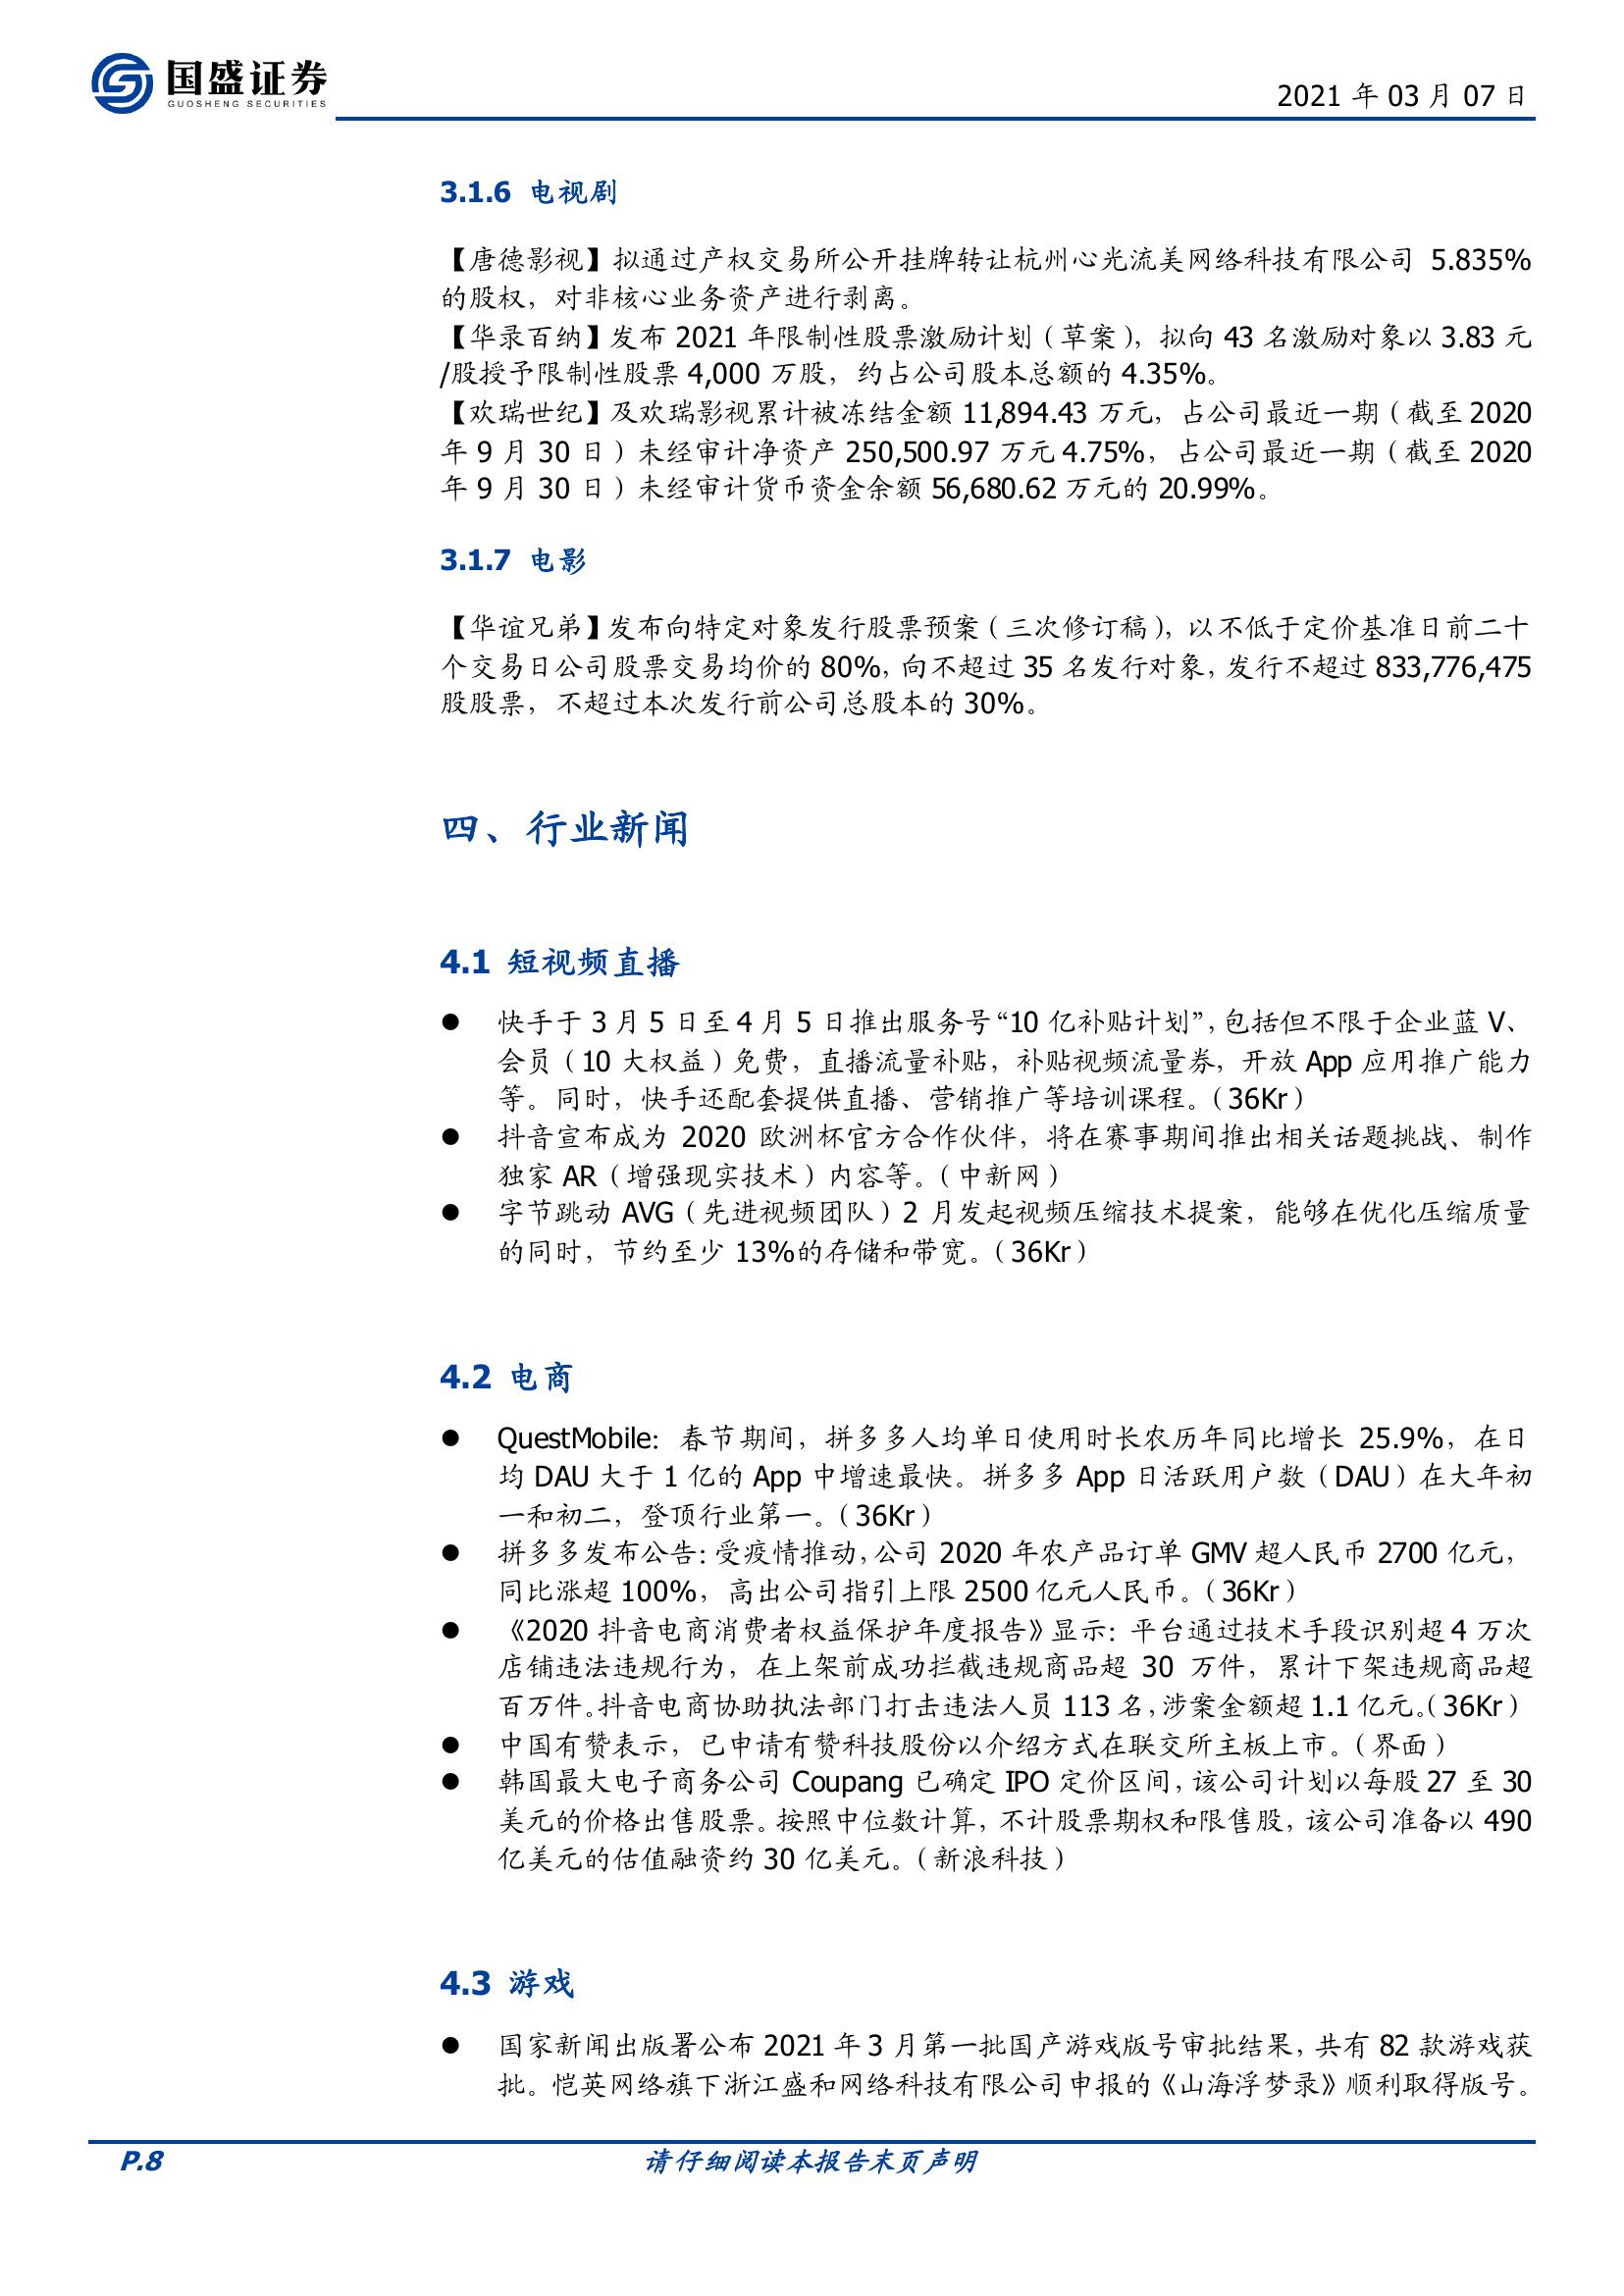 国盛证券
GUOSHENG SECURITIES
2021 年 03 月 07 日
3.1.6 电视剧
【唐德影视】拟通过产权交易所公开挂牌转让杭州心光流美网络科技有限公司 5.835%
的股权，对非核心业务资产进行剥离。
【华录百纳】发布 2021 年限制性股票激励计划（草案），拟向 43 名激励对象以 3.83 元
/股授予限制性股票 4,000 万股，约占公司股本总额的 4.35%。
【欢瑞世纪】及欢瑞影视累计被冻结金额 11,894.43 万元，占公司最近一期（截至 2020
年 9 月 30 日）未经审计净资产 250,500.97 万元 4.75%，占公司最近一期（截至 2020
年 9 月 30 日）未经审计货币资金余额 56,680.62 万元的 20.99%。
3.1.7 电影
【华谊兄弟】发布向特定对象发行股票预案（三次修订稿），以不低于定价基准日前二十
个交易日公司股票交易均价的 80%，向不超过 35 名发行对象，发行不超过 833,776,475
股股票，不超过本次发行前公司总股本的 30%。
四、行业新闻
4.1 短视频直播
● 快手于 3 月 5 日至 4 月 5 日推出服务号“10 亿补贴计划”，包括但不限于企业蓝 V、
会员（10 大权益）免费，直播流量补贴，补贴视频流量券，开放 App 应用推广能力
等。同时，快手还配套提供直播、营销推广等培训课程。（36Kr）
● 抖音宣布成为 2020 欧洲杯官方合作伙伴，将在赛事期间推出相关话题挑战、制作
独家 AR（增强现实技术）内容等。（中新网）
● 字节跳动 AVG（先进视频团队）2 月发起视频压缩技术提案，能够在优化压缩质量
的同时，节约至少 13%的存储和带宽。（36Kr）
4.2 电商
● QuestMobile：春节期间，拼多多人均单日使用时长农历年同比增长 25.9%，在日
均 DAU 大于 1 亿的 App 中增速最快。拼多多 App 日活跃用户数（DAU）在大年初
一和初二，登顶行业第一。（36Kr）
● 拼多多发布公告：受疫情推动，公司 2020 年农产品订单 GMV 超人民币 2700 亿元，
同比涨超 100%，高出公司指引上限 2500 亿元人民币。（36Kr）
● 《2020 抖音电商消费者权益保护年度报告》显示：平台通过技术手段识别超 4 万次
店铺违法违规行为，在上架前成功拦截违规商品超 30 万件，累计下架违规商品超
百万件。抖音电商协助执法部门打击违法人员 113 名，涉案金额超 1.1 亿元。（36Kr）
● 中国有赞表示，已申请有赞科技股份以介绍方式在联交所主板上市。（界面）
● 韩国最大电子商务公司 Coupang 已确定 IPO 定价区间，该公司计划以每股 27 至 30
美元的价格出售股票。按照中位数计算，不计股票期权和限售股，该公司准备以 490
亿美元的估值融资约 30 亿美元。（新浪科技）
4.3 游戏
● 国家新闻出版署公布 2021 年 3 月第一批国产游戏版号审批结果，共有 82 款游戏获
批。恺英网络旗下浙江盛和网络科技有限公司申报的《山海浮梦录》顺利取得版号。
P.8
请仔细阅读本报告末页声明